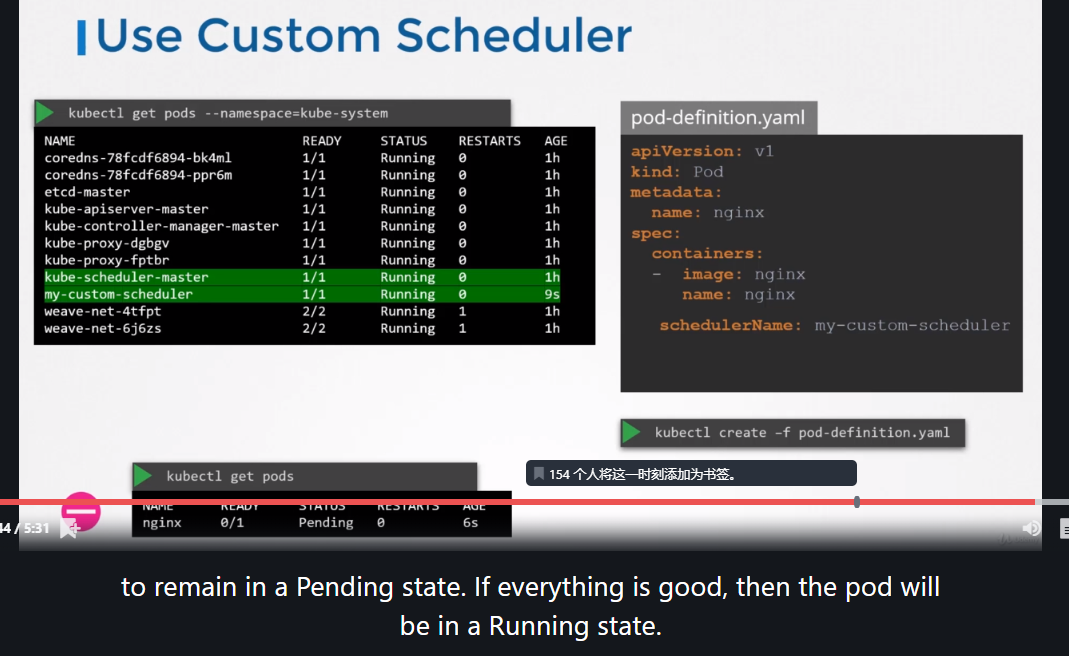 Use Custom Scheduler
kubectl get pods --namespace=kube-system
NAME READY STATUS RESTARTS AGE
coredns-78fcdf6894-bk4ml 1/1 Running 0 1h
coredns-78fcdf6894-ppr6m 1/1 Running 0 1h
etcd-master 1/1 Running 0 1h
kube-apiserver-master 1/1 Running 0 1h
kube-controller-manager-master 1/1 Running 0 1h
kube-proxy-dgbgv 1/1 Running 0 1h
kube-proxy-fptbr 1/1 Running 0 1h
kube-scheduler-master 1/1 Running 0 1h
my-custom-scheduler 1/1 Running 0 9s
weave-net-4tfpt 2/2 Running 1 1h
weave-net-6j6zs 2/2 Running 1 1h
pod-definition.yaml
apiVersion: v1
kind: Pod
metadata:
name: nginx
spec:
containers:
- image: nginx
name: nginx
schedulerName: my-custom-scheduler
kubectl create –f pod-definition.yaml
154 个人将这一时刻添加为书签。
kubectl get pods
NAME READY STATUS RESTARTS AGE
nginx 0/1 Pending 0 6s
44 / 5:31
to remain in a Pending state. If everything is good, then the pod will
be in a Running state.